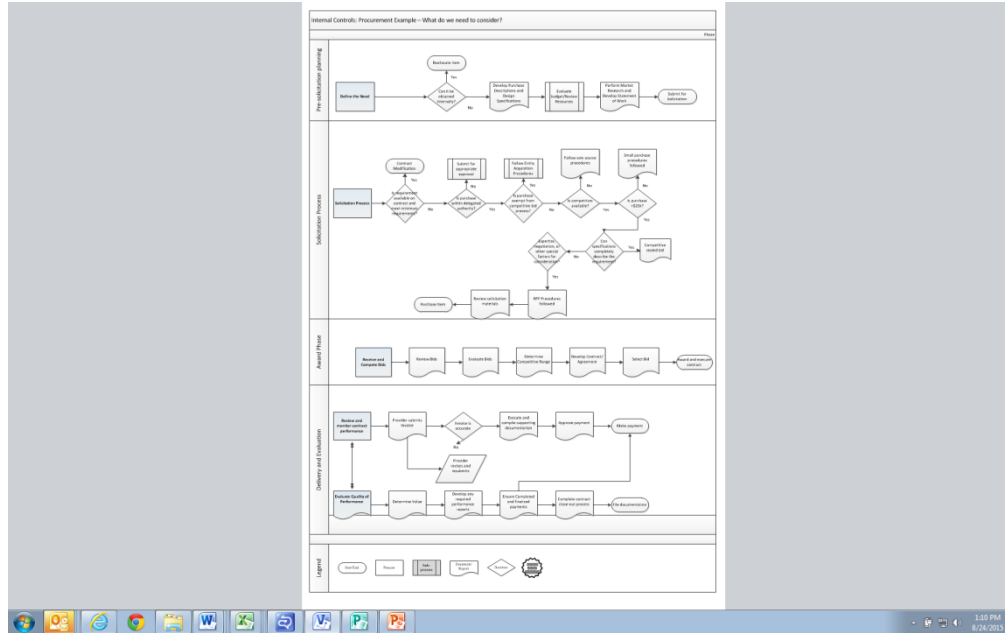 Internal Controls: Procurement Example – What do we need to consider?
Phase
Pre-solicitation planning
Reallocate Item
Yes
Define the Need
Can it be
obtained
internally?
No
Develop Purchase
Descriptions and
Design
Specifications
Evaluate
Budget/Review
Resources
Perform Market
Research and
Develop Statement
of Work
Submit for
Solicitation
Solicitation Process
Contract
Modification
Yes
Submit for
appropriate
approval
No
Follow
Acquisition
Procedures
Yes
Follow sole source
procedures
No
Small purchase
procedures
followed
No
Solicitation Process
Is requirement
available on
contract and
meet minimum
requirements?
No
Is purchase
within delegated
authority?
Yes
Is purchase
exempt from
competitive bid
process?
No
Is competition
available?
Yes
Is purchase
Yes
Expertise,
negotiation, or
other special
factors for
consideration?
No
Can
specifications
completely
describe the
requirement?
Yes
Competitive
Yes
Purchase Item
Review solicitation
materials
RFP Procedures
followed
Award Phase
Receive and
Compete Bids
Review Bids
Evaluate Bids
Determine
Competitive Range
Develop Contract/
Agreement
Select Bid
Award and execute
contract
Delivery and Evaluation
Review and
monitor contract
performance
Provider submits
invoice
Invoice is
accurate
No
Execute and
compile supporting
documentation
Approve payment
Make payment
Provider
reviews and
resubmits
Evaluate Quality of
Performance
Determine Value
Develop any
required
performance
reports
Ensure Completed
and finalized
payments
Complete contract
close-out process
File documentation
Legend
Start/End
Process
Sub-
process
Document/
Report
Decision
1:10 PM
8/24/2015